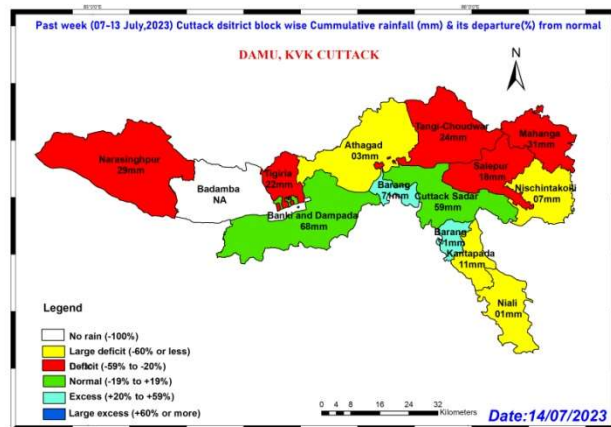 Past week (07-13 July,2023) Cuttack dsitrict block wise Cummulative rainfall (mm) & its departure(%) from normal
DAMU, KVK CUTTACK
N
Tangi-Choudwar
24mm
Mahanga
31mm
Athagad
03mm
Narasinghpur
29mm
Salepur
18mm
Tigiria
22mm
Badamba
NA
Barang
71mm
Nischintakoili
07mm
Cuttack Sadar
59mm
Banki and Dampada
68mm
Barang
71mm
Kantapada
11mm
Niali
01mm
Legend
No rain (-100%)
Large deficit (-60% or less)
Deficit (-59% to -20%)
Normal (-19% to +19%)
Excess (+20% to +59%)
Large excess (+60% or more)
0 4 8 16 24 32
Kilometers
Date:14/07/2023